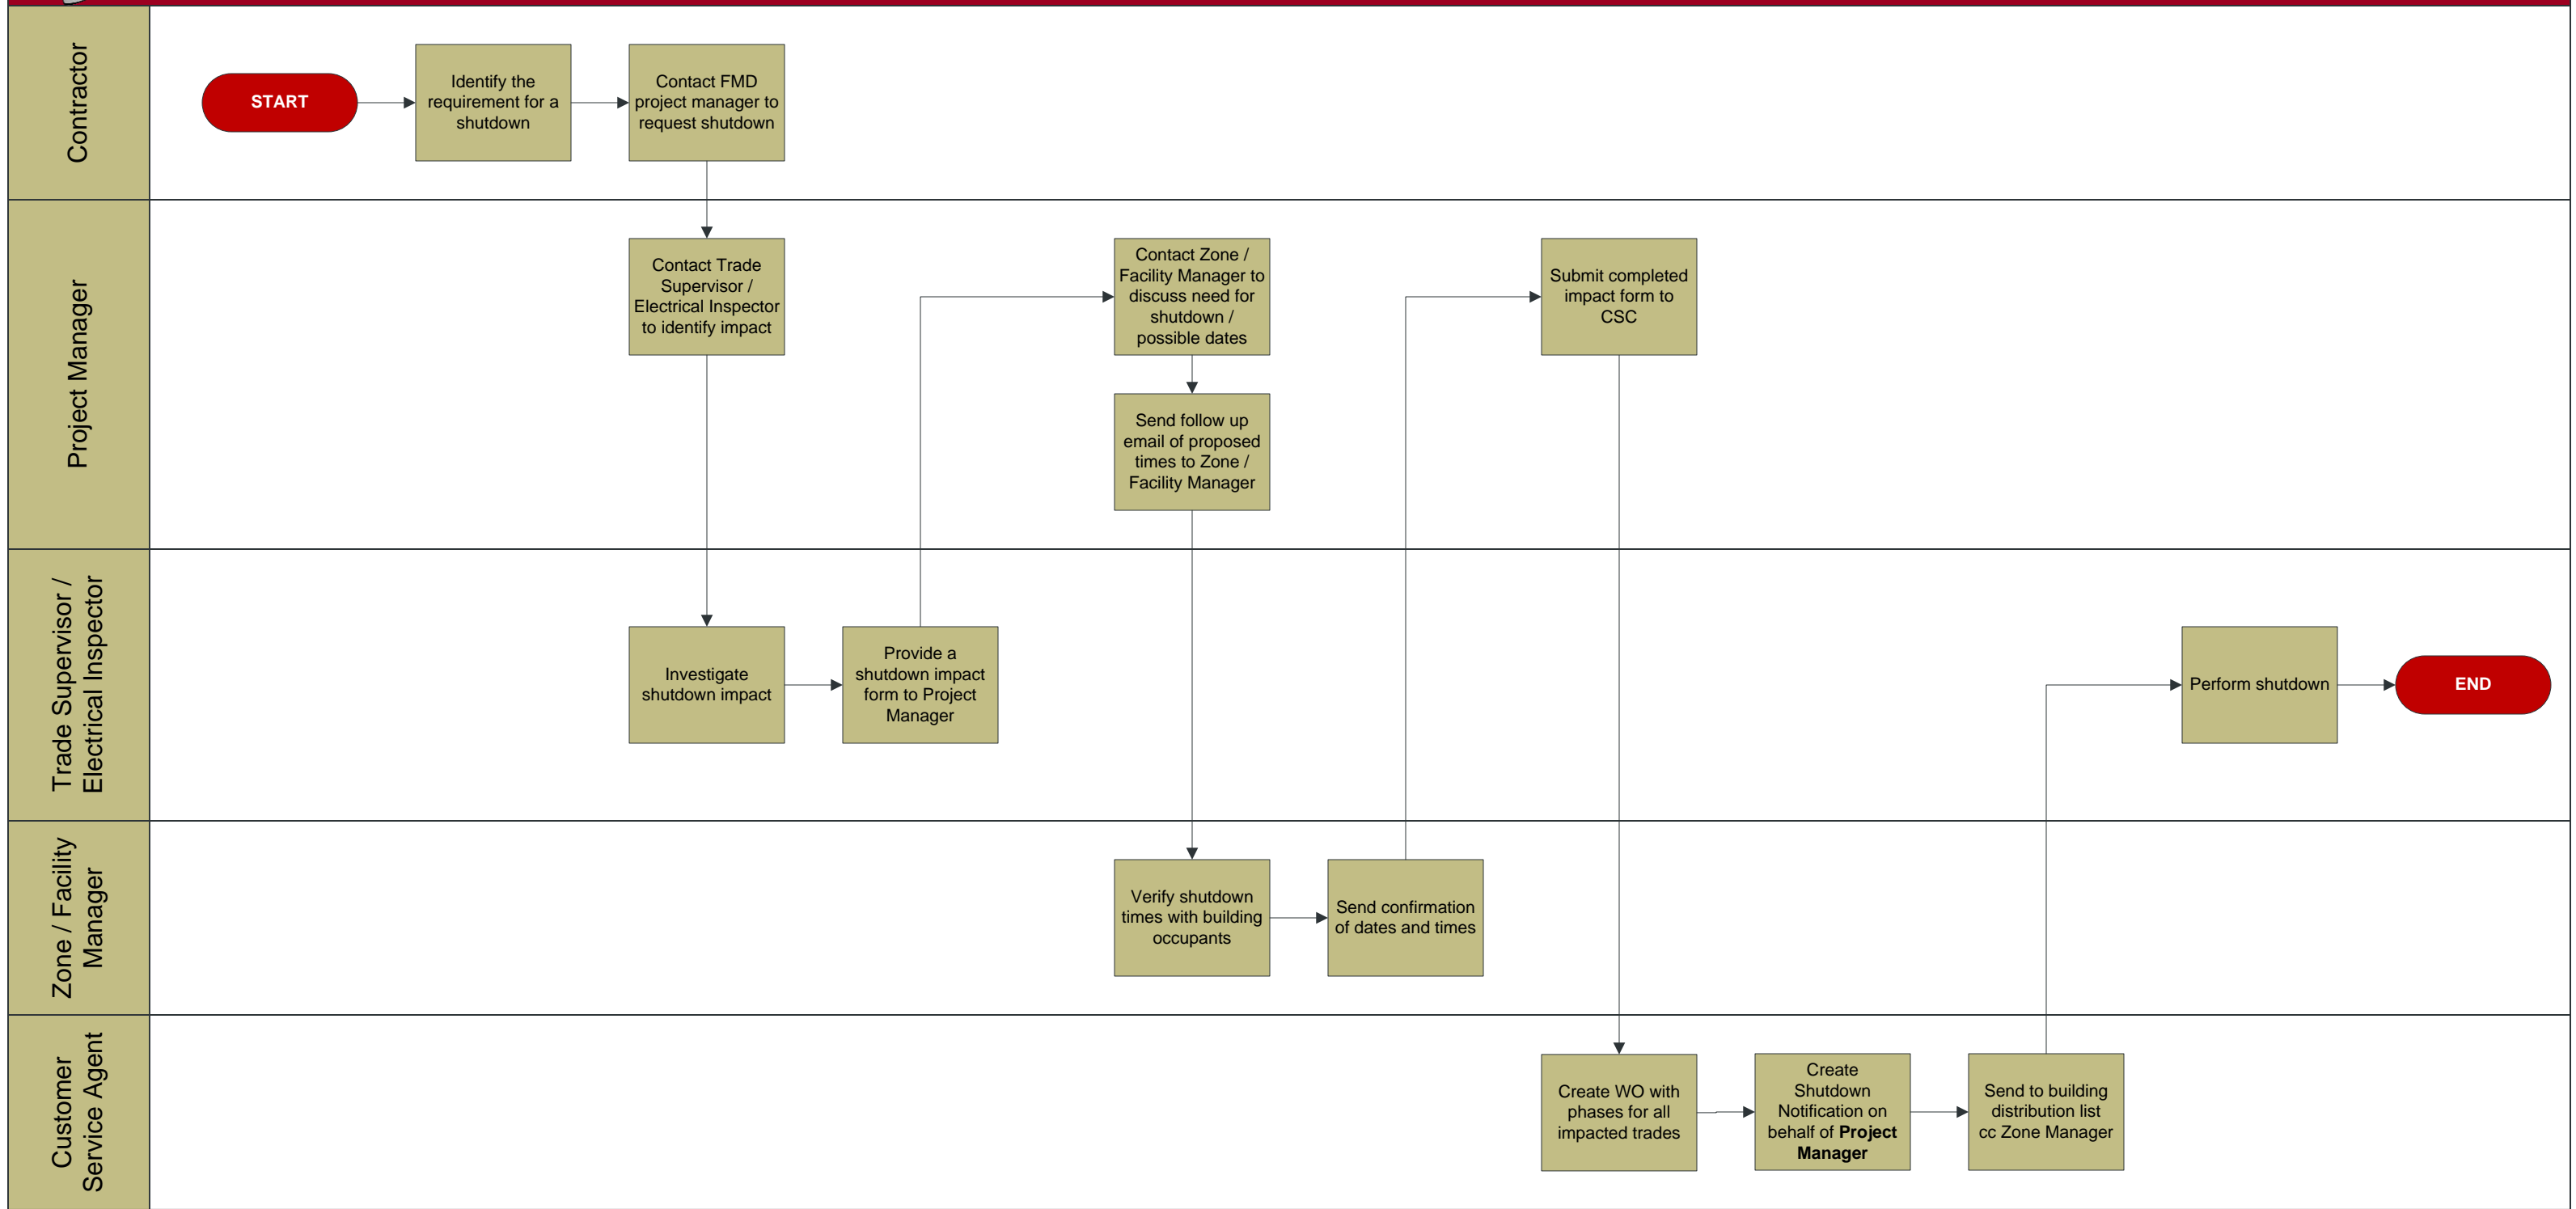 Contractor
START
Identify the
requirement for a
shutdown
Contact FMD
project manager to
request shutdown
Project Manager
Contact Trade
Supervisor /
Electrical Inspector
to identify impact
Contact Zone /
Facility Manager to
discuss need for
shutdown /
possible dates
Send follow up
email of proposed
times to Zone /
Facility Manager
Submit completed
impact form to
CSC
Trade Supervisor /
Electrical Inspector
Investigate
shutdown impact
Provide a
shutdown impact
form to Project
Manager
Perform shutdown
END
Zone / Facility
Manager
Verify shutdown
times with building
occupants
Send confirmation
of dates and times
Customer
Service Agent
Create WO with
phases for all
impacted trades
Create
Shutdown
Notification on
behalf of Project
Manager
Send to building
distribution list
cc Zone Manager